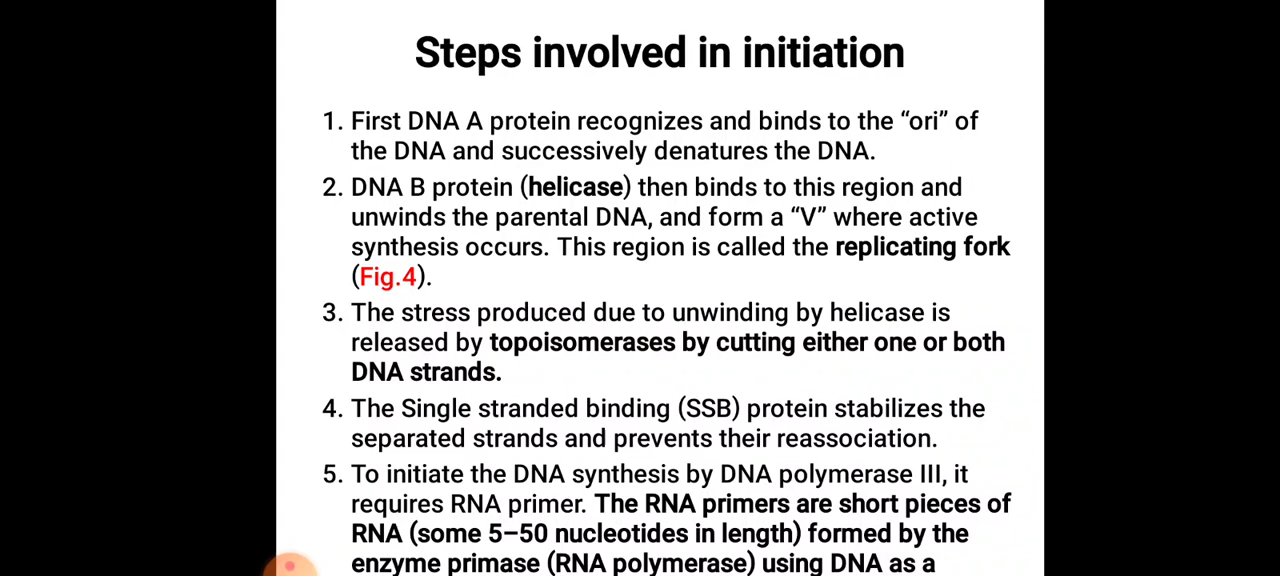 Steps involved in initiation
1. First DNA A protein recognizes and binds to the “ori” of
the DNA and successively denatures the DNA.
2. DNA B protein (helicase) then binds to this region and
unwinds the parental DNA, and form a “V” where active
synthesis occurs. This region is called the replicating fork
(Fig.4).
3. The stress produced due to unwinding by helicase is
released by topoisomerases by cutting either one or both
DNA strands.
4. The Single stranded binding (SSB) protein stabilizes the
separated strands and prevents their reassociation.
5. To initiate the DNA synthesis by DNA polymerase III, it
requires RNA primer. The RNA primers are short pieces of
RNA (some 5–50 nucleotides in length) formed by the
enzyme primase (RNA polymerase) using DNA as a